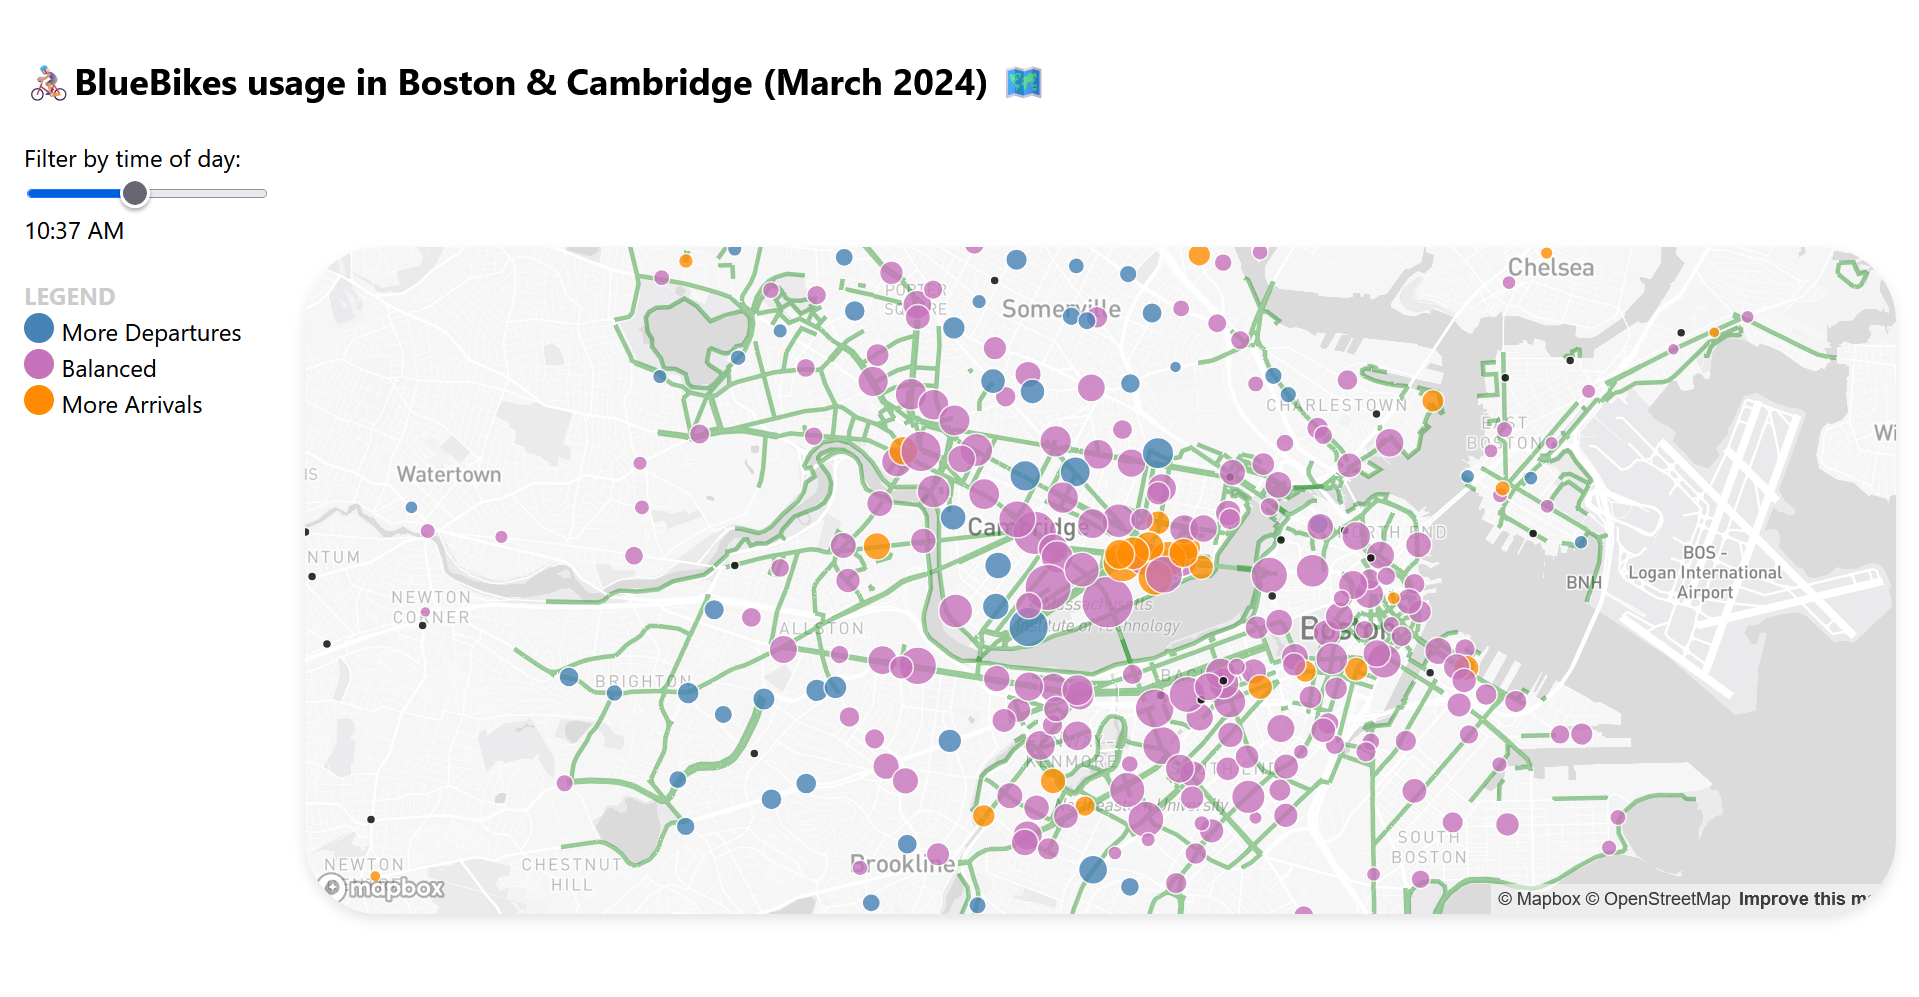 BlueBikes usage in Boston & Cambridge (March 2024)
Filter by time of day:
10:37 AM
LEGEND
More Departures
Balanced
More Arrivals
Chelsea
PORTER
SQUARE
Somerville
CHARLESTOWN
EAST
BOSTON
Wi
IS
Watertown
Cambridge
NORTH END
NTUM
BOS -
Logan International
Airport
BNH
NEWTON
CORNER
Massachusetts
Institute of Technology
ALLSTON
Boston
BRIGHTON
BACK
KENMORE
SOUTH END
Northeastern University
SOUTH
BOSTON
Brookline
CHESTNUT
HILL
NEWTON
mapbox
© Mapbox © OpenStreetMap Improve this m